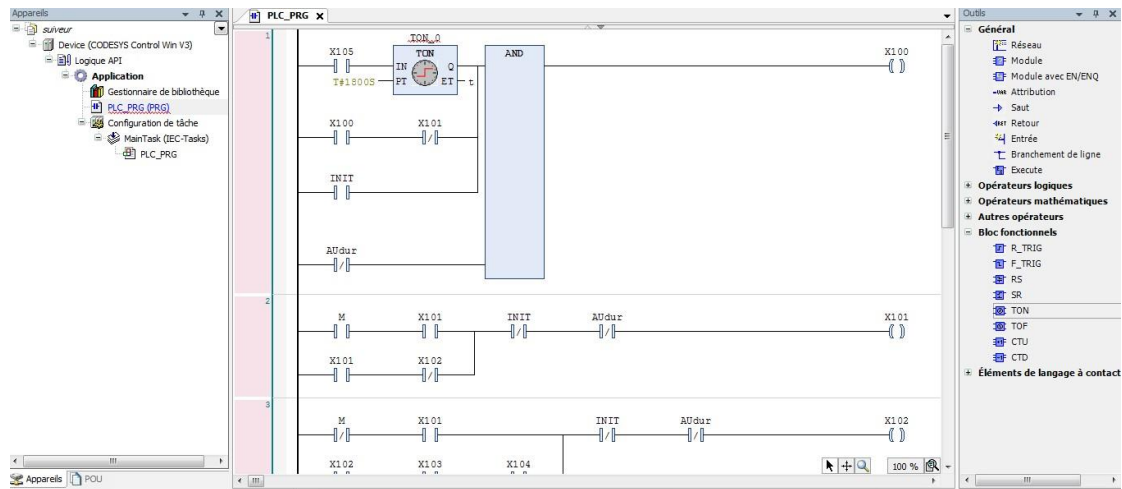 Appareils
suiveur
Device (CODESYS Control Win V3)
Logique API
Application
Gestionnaire de bibliothèque
PLC_PRG (PRG)
Configuration de tâche
MainTask (IEC-Tasks)
PLC_PRG
Appareils POU
PLC_PRG X
1
TON_0
X105 TON AND X100
IN Q
T#1800S PT ET t
X100 X101
INIT
AUdur
2
M X101 INIT AUdur X101
X101 X102
3
M X101 INIT AUdur X102
X102 X103 X104
100 %
Outils
Général
Réseau
Module
Module avec EN/ENO
Attribution
Saut
Retour
Entrée
Branchement de ligne
Execute
Opérateurs logiques
Opérateurs mathématiques
Autres opérateurs
Bloc fonctionnels
R_TRIG
F_TRIG
RS
SR
TON
TOF
CTU
CTD
Éléments de langage à contact